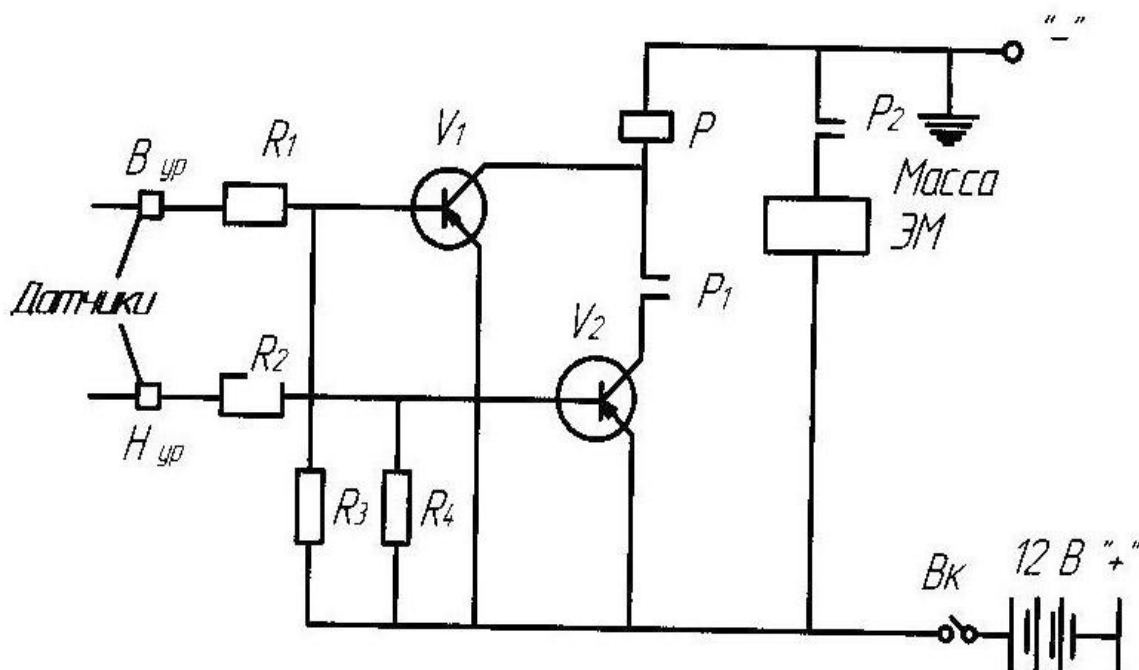 "–"
P
P2
V1
R1
В ур
Масса
ЭМ
Датчики
P1
V2
R2
Н ур
R3
R4
Вк
12 В "+"